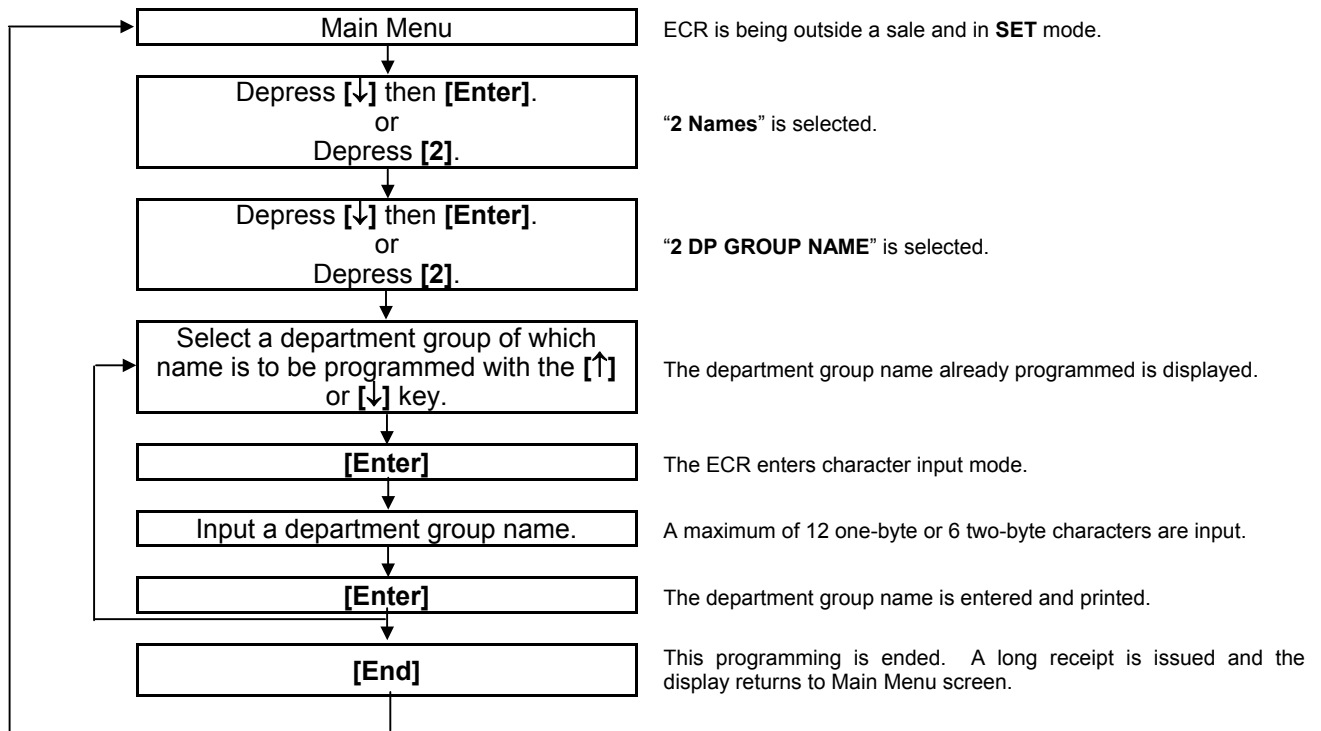 Main Menu
ECR is being outside a sale and in SET mode.
Depress [↓] then [Enter].
or
Depress [2].
“2 Names” is selected.
Depress [↓] then [Enter].
or
Depress [2].
“2 DP GROUP NAME” is selected.
Select a department group of which
name is to be programmed with the [↑]
or [↓] key.
The department group name already programmed is displayed.
[Enter]
The ECR enters character input mode.
Input a department group name.
A maximum of 12 one-byte or 6 two-byte characters are input.
[Enter]
The department group name is entered and printed.
[End]
This programming is ended. A long receipt is issued and the
display returns to Main Menu screen.